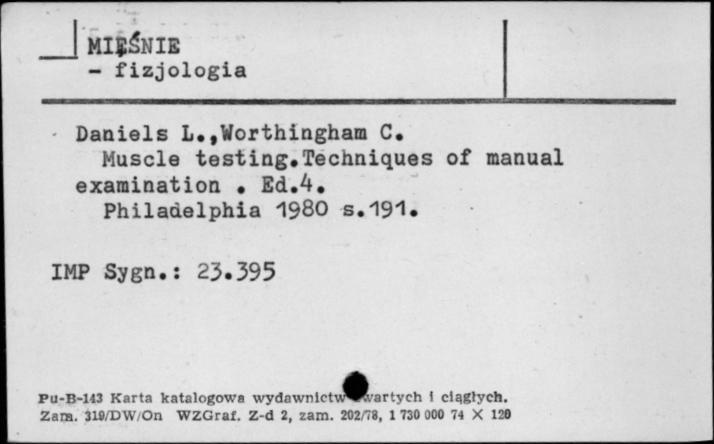 MIĘŚNIE
- fizjologia
Daniels L.,Worthingham C.
Muscle testing.Techniques of manual
examination . Ed.4.
Philadelphia 1980 s.191.
IMP Sygn.: 23.395
Pu-B-143 Karta katalogowa wydawnictw zwartych i ciągłych.
Zam. 319/DW/On WZGraf. Z-d 2, zam. 202/78, 1 730 000 74 X 120